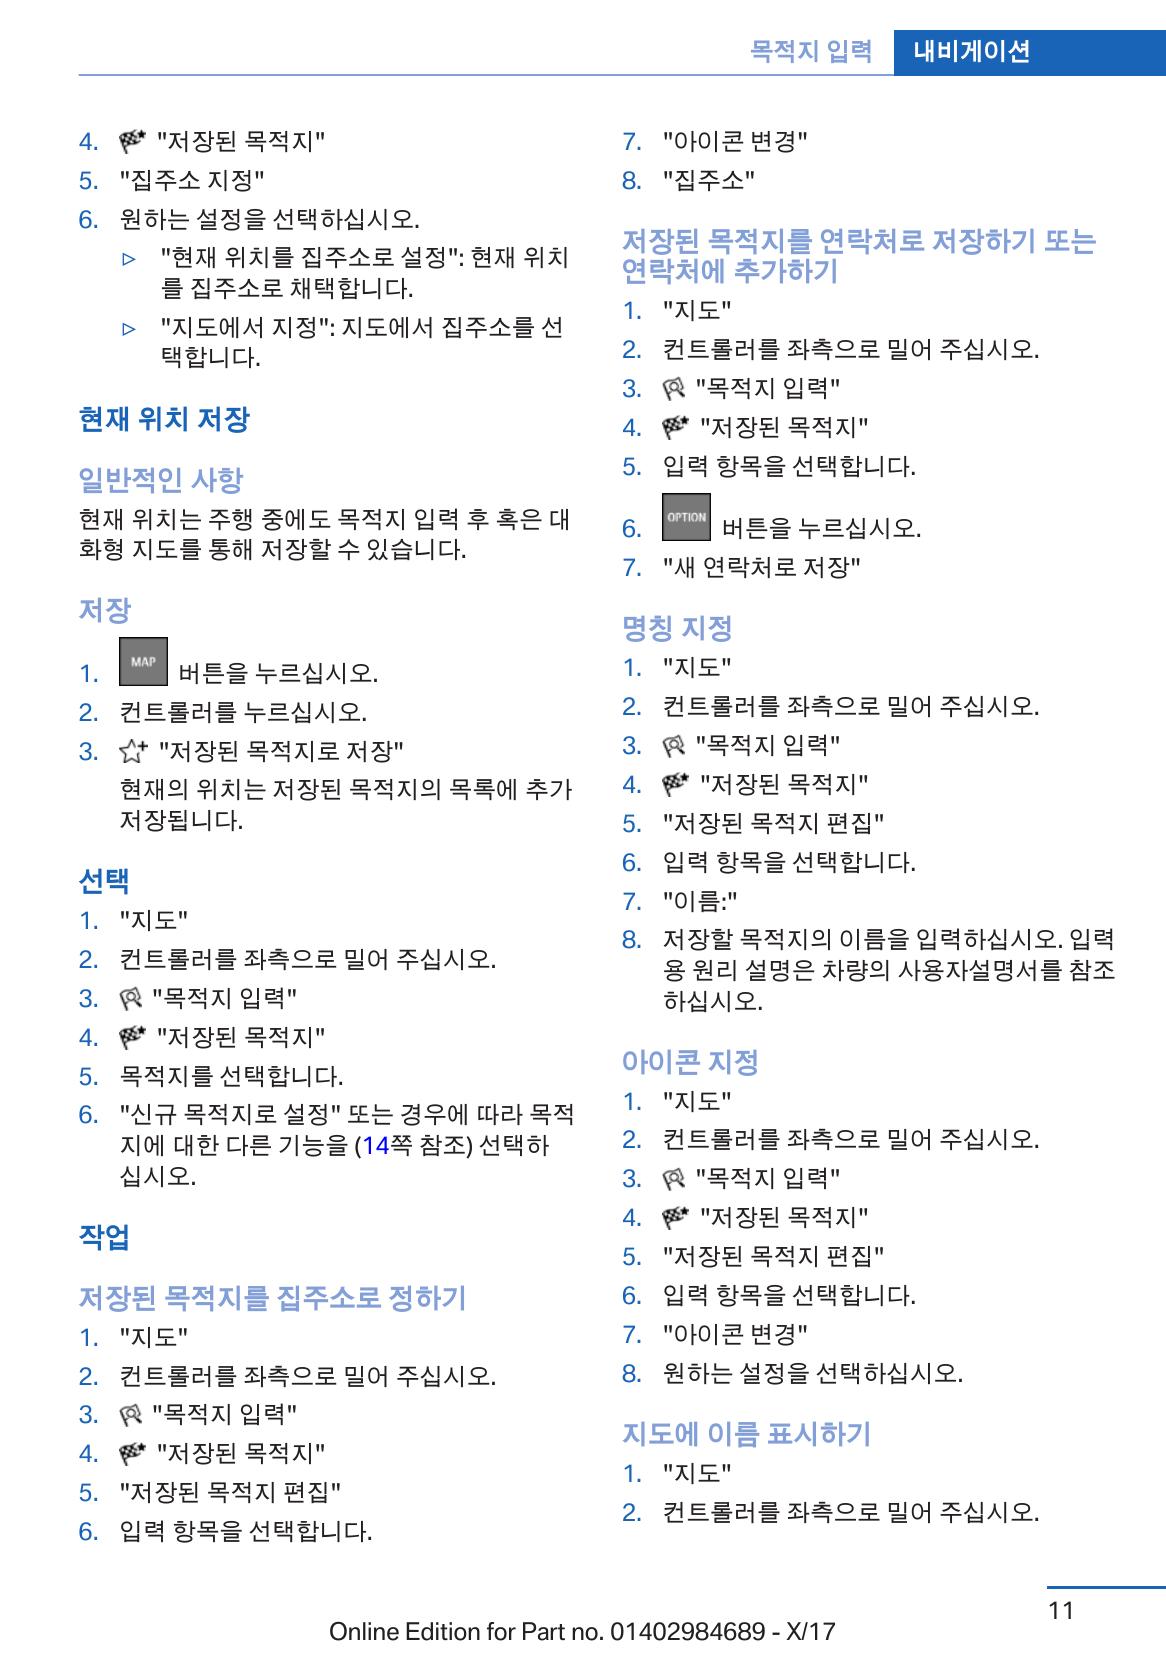 목적지 입력 내비게이션
4. "저장된 목적지"
5. "집주소 지정"
6. 원하는 설정을 선택하십시오.
▷ "현재 위치를 집주소로 설정": 현재 위치
를 집주소로 채택합니다.
▷ "지도에서 지정": 지도에서 집주소를 선
택합니다.
현재 위치 저장
일반적인 사항
현재 위치는 주행 중에도 목적지 입력 후 혹은 대
화형 지도를 통해 저장할 수 있습니다.
저장
1. MAP 버튼을 누르십시오.
2. 컨트롤러를 누르십시오.
3. "저장된 목적지로 저장"
현재의 위치는 저장된 목적지의 목록에 추가
저장됩니다.
선택
1. "지도"
2. 컨트롤러를 좌측으로 밀어 주십시오.
3. "목적지 입력"
4. "저장된 목적지"
5. 목적지를 선택합니다.
6. "신규 목적지로 설정" 또는 경우에 따라 목적
지에 대한 다른 기능을 (14쪽 참조) 선택하
십시오.
작업
저장된 목적지를 집주소로 정하기
1. "지도"
2. 컨트롤러를 좌측으로 밀어 주십시오.
3. "목적지 입력"
4. "저장된 목적지"
5. "저장된 목적지 편집"
6. 입력 항목을 선택합니다.
7. "아이콘 변경"
8. "집주소"
저장된 목적지를 연락처로 저장하기 또는
연락처에 추가하기
1. "지도"
2. 컨트롤러를 좌측으로 밀어 주십시오.
3. "목적지 입력"
4. "저장된 목적지"
5. 입력 항목을 선택합니다.
6. OPTION 버튼을 누르십시오.
7. "새 연락처로 저장"
명칭 지정
1. "지도"
2. 컨트롤러를 좌측으로 밀어 주십시오.
3. "목적지 입력"
4. "저장된 목적지"
5. "저장된 목적지 편집"
6. 입력 항목을 선택합니다.
7. "이름:"
8. 저장할 목적지의 이름을 입력하십시오. 입력
용 원리 설명은 차량의 사용자설명서를 참조
하십시오.
아이콘 지정
1. "지도"
2. 컨트롤러를 좌측으로 밀어 주십시오.
3. "목적지 입력"
4. "저장된 목적지"
5. "저장된 목적지 편집"
6. 입력 항목을 선택합니다.
7. "아이콘 변경"
8. 원하는 설정을 선택하십시오.
지도에 이름 표시하기
1. "지도"
2. 컨트롤러를 좌측으로 밀어 주십시오.
11
Online Edition for Part no. 01402984689 - X/17